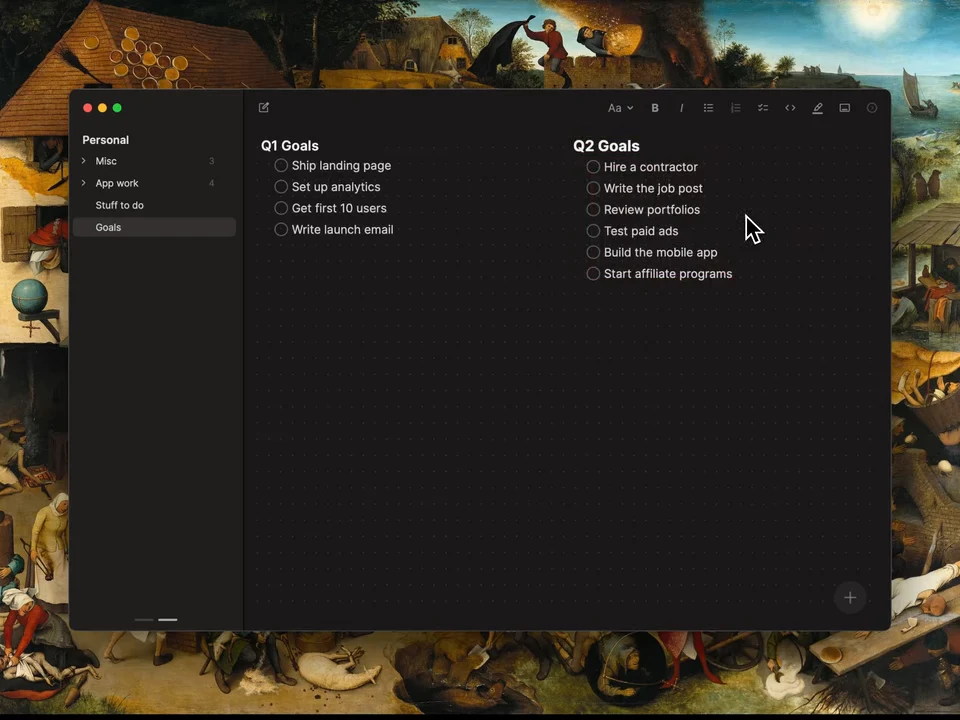 Aa
B
I
Personal
Misc 3
App work 4
Stuff to do
Goals
Q1 Goals
Ship landing page
Set up analytics
Get first 10 users
Write launch email
Q2 Goals
Hire a contractor
Write the job post
Review portfolios
Test paid ads
Build the mobile app
Start affiliate programs